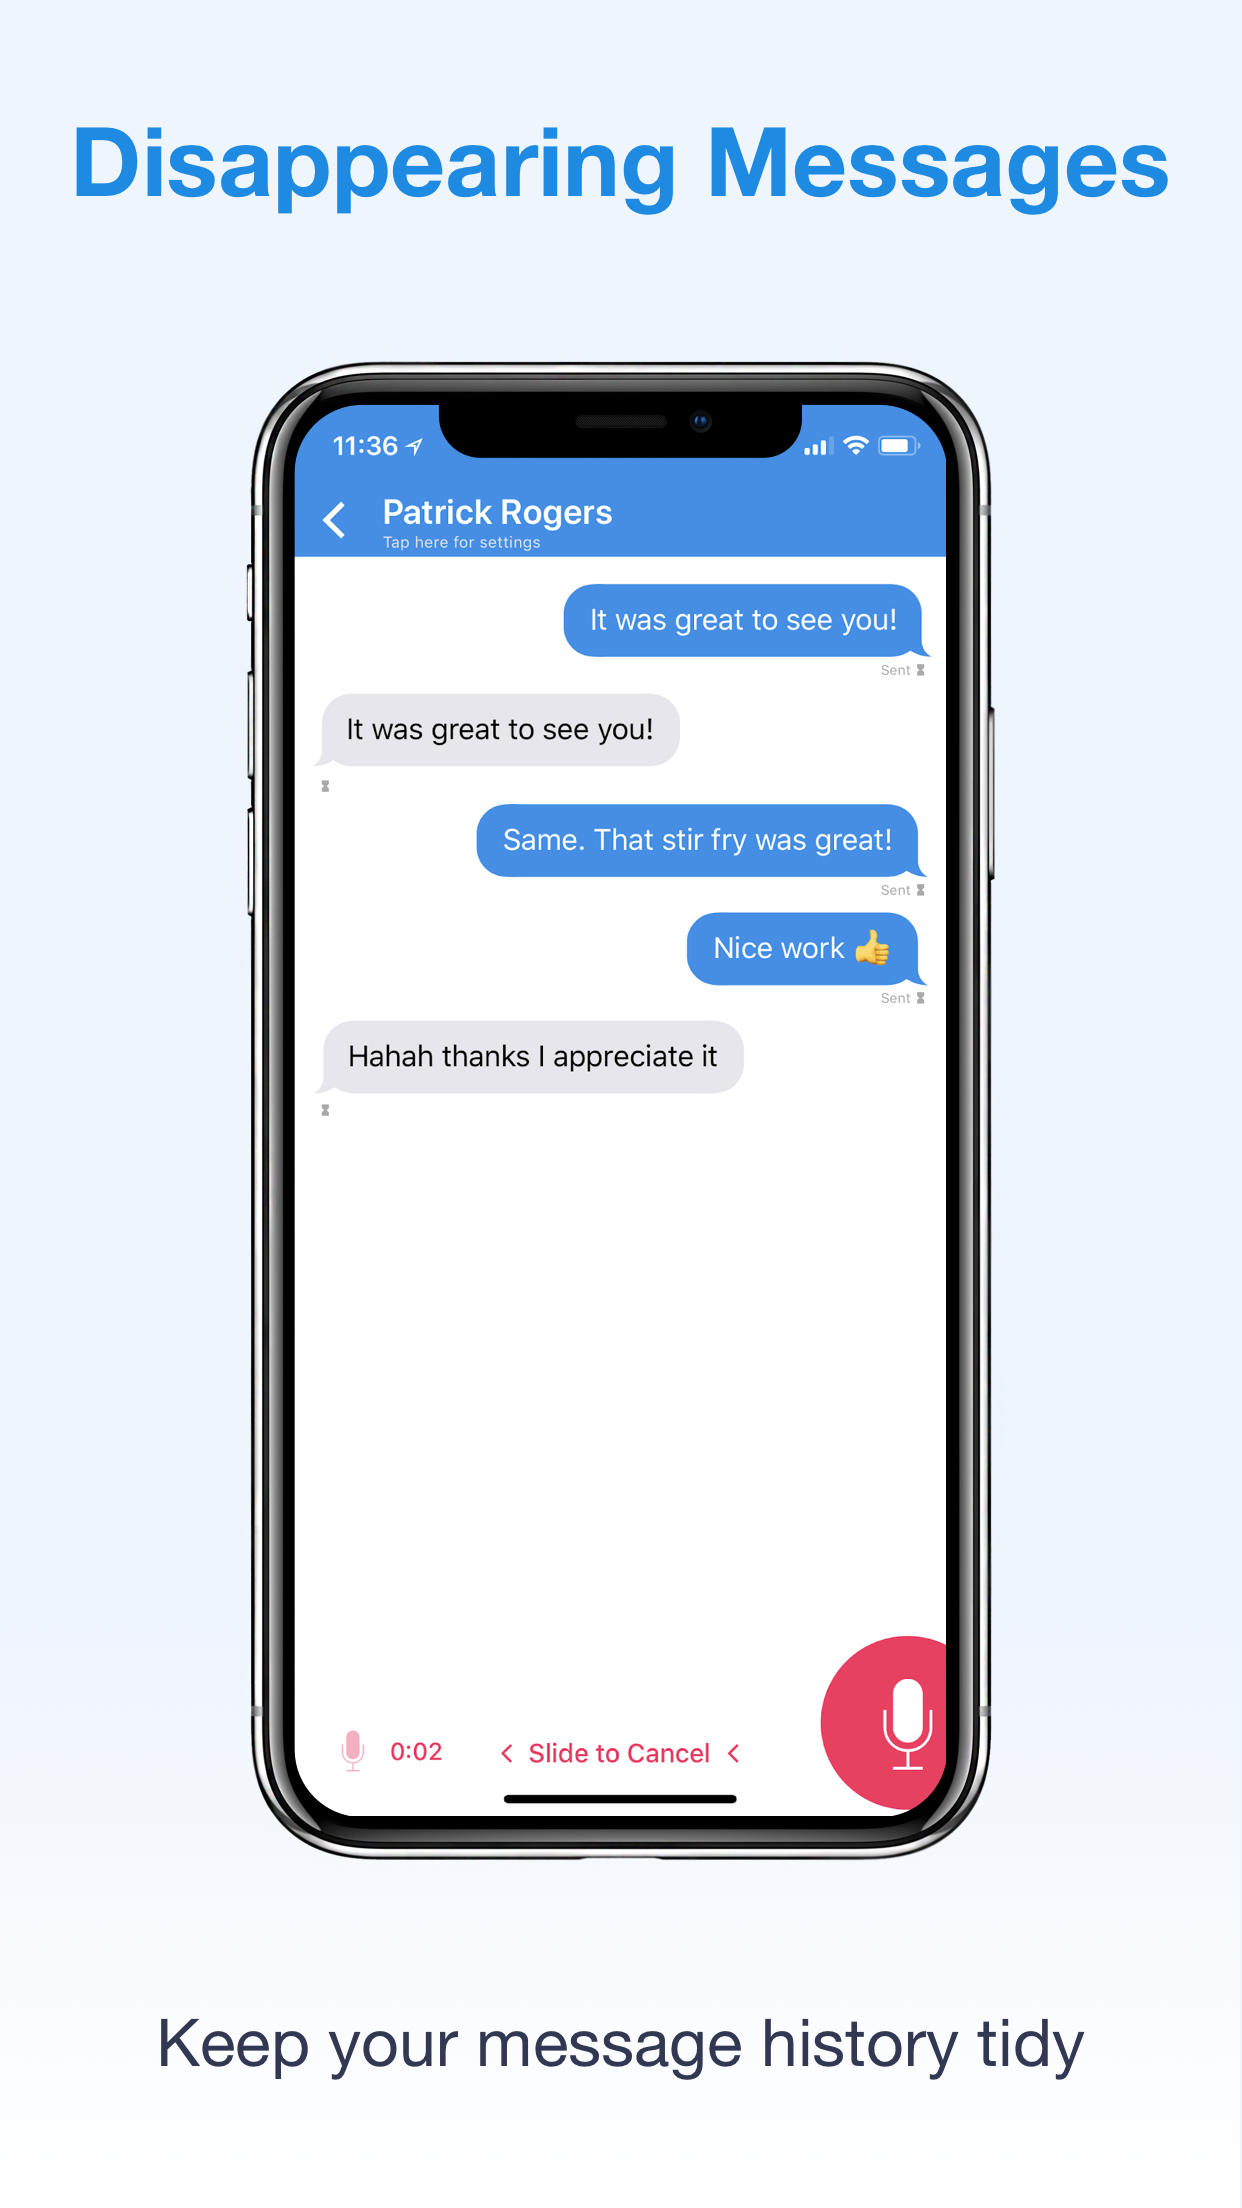 Disappearing Messages
11:36
Patrick Rogers
Tap here for settings
It was great to see you!
Sent
It was great to see you!
Same. That stir fry was great!
Sent
Nice work 👍
Sent
Hahah thanks I appreciate it
0:02 < Slide to Cancel <
Keep your message history tidy